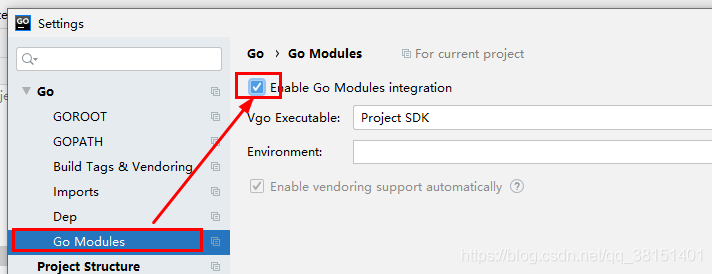 GO Settings
Go › Go Modules For current project
Go
Enable Go Modules integration
GOROOT
Vgo Executable: Project SDK
GOPATH
Environment:
Build Tags & Vendoring
Enable vendoring support automatically ?
Imports
Dep
Go Modules
Project Structure
https://blog.csdn.net/qq_38151401